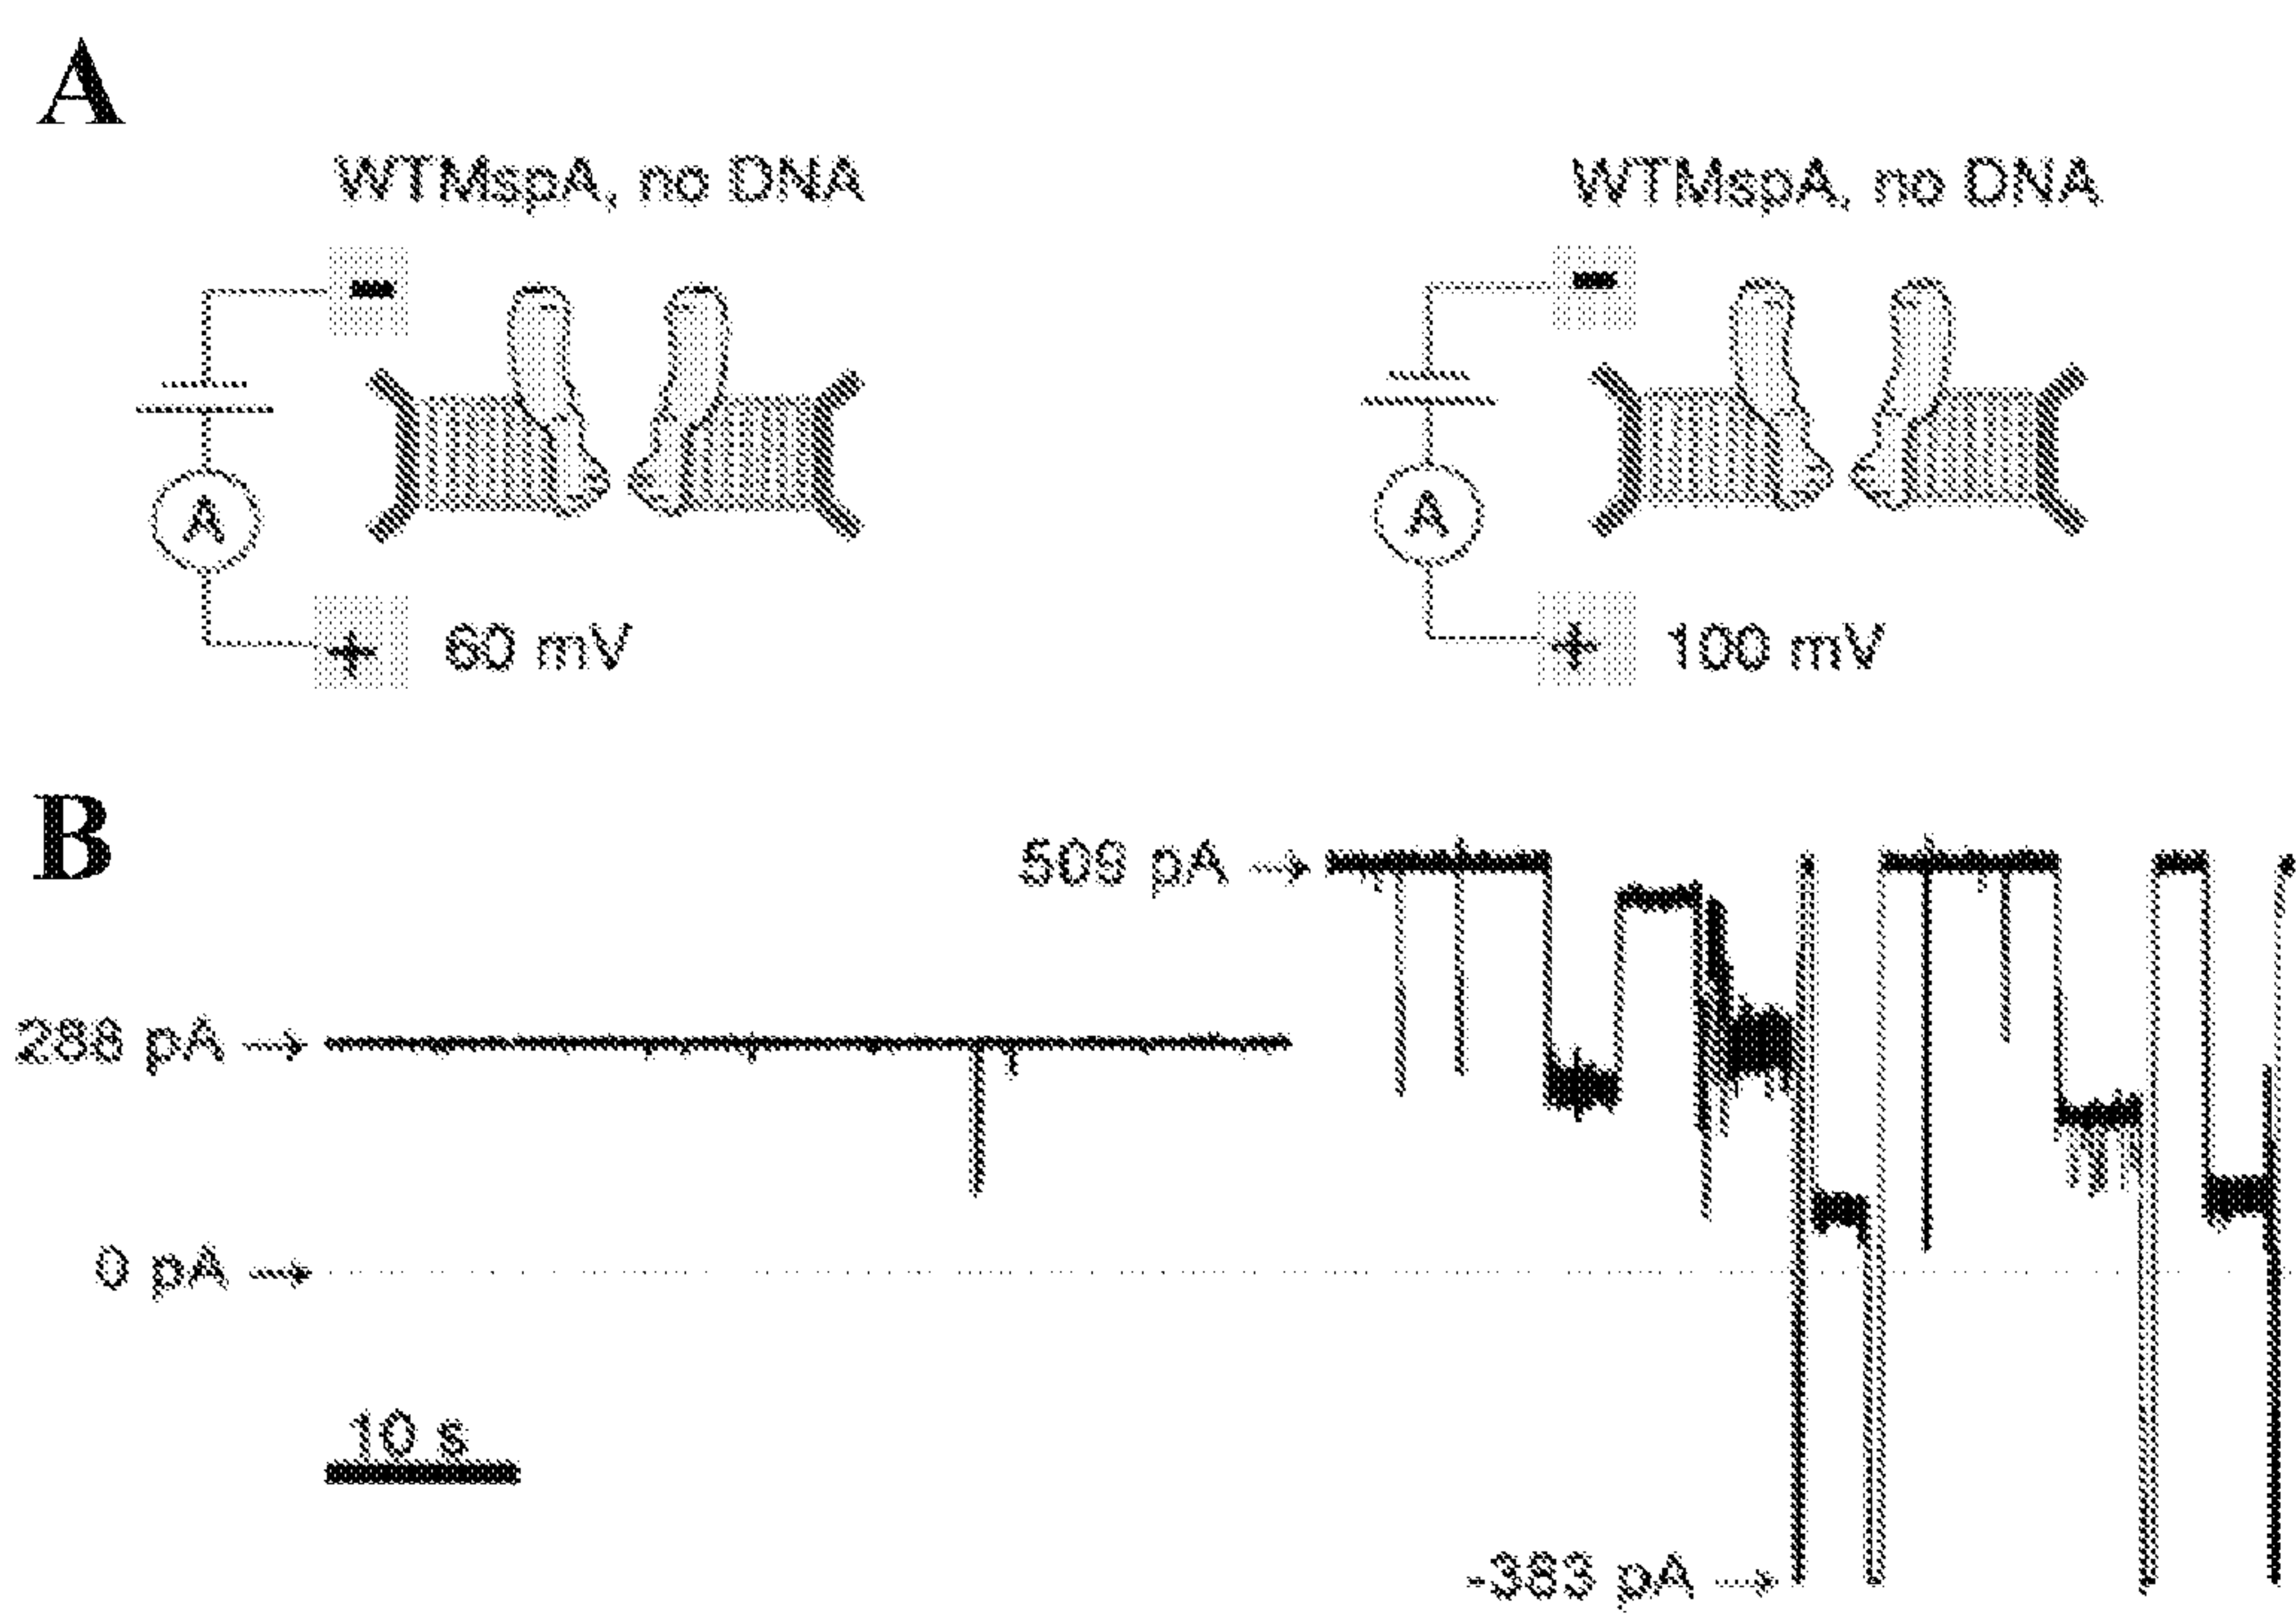 A
WTMspA, no DNA
WTMspA, no DNA
-
-
A
A
+ 60 mV
+ 100 mV
B
509 pA →
288 pA →
0 pA →
10 s
-383 pA →